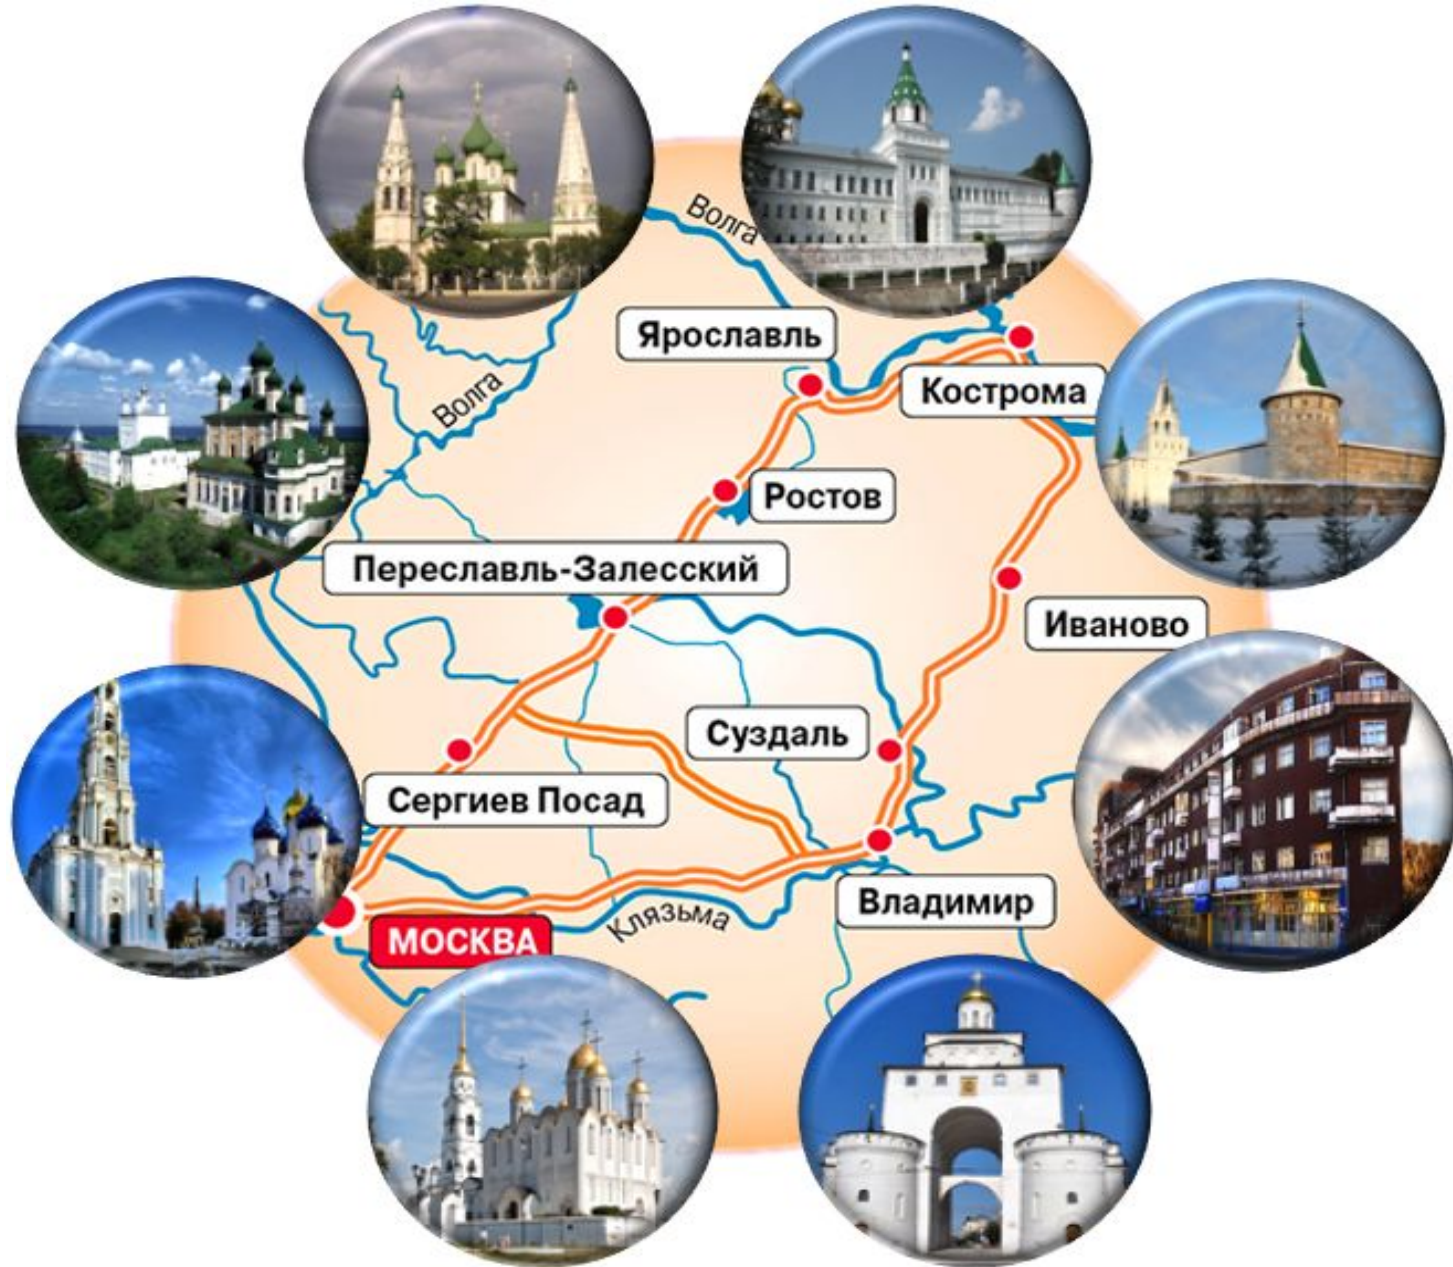 Волга
Ярославль
Кострома
Волга
Ростов
Переславль-Залесский
Иваново
Суздаль
Сергиев Посад
Владимир
Клязьма
МОСКВА